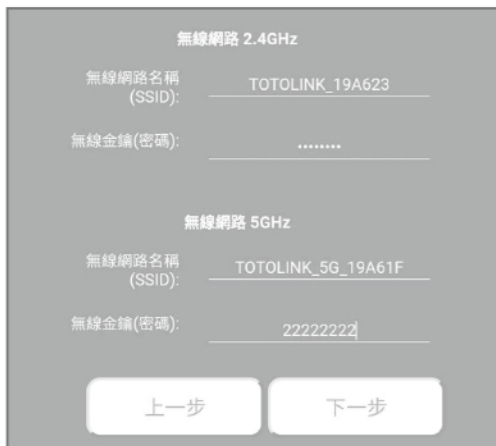 無線網路 2.4GHz
無線網路名稱
(SSID):
TOTOLINK_19A623
無線金鑰(密碼):
........
無線網路 5GHz
無線網路名稱
(SSID):
TOTOLINK_5G_19A61F
無線金鑰(密碼):
22222222
上一步
下一步